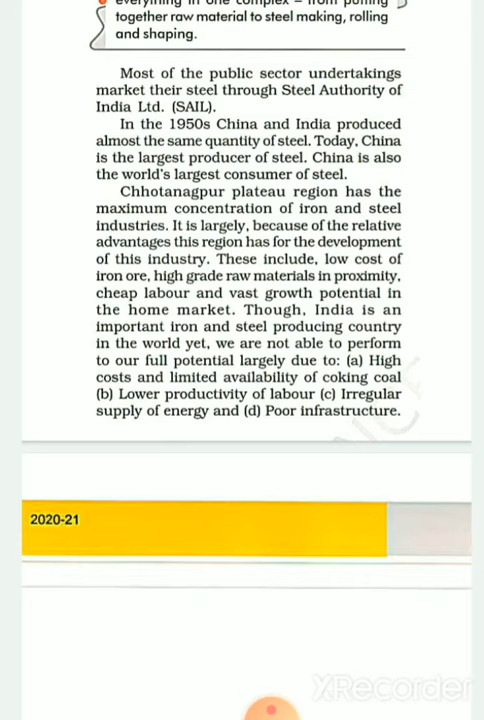 everything in one complex – from putting
together raw material to steel making, rolling
and shaping.
Most of the public sector undertakings
market their steel through Steel Authority of
India Ltd. (SAIL).
In the 1950s China and India produced
almost the same quantity of steel. Today, China
is the largest producer of steel. China is also
the world's largest consumer of steel.
Chhotanagpur plateau region has the
maximum concentration of iron and steel
industries. It is largely, because of the relative
advantages this region has for the development
of this industry. These include, low cost of
iron ore, high grade raw materials in proximity,
cheap labour and vast growth potential in
the home market. Though, India is an
important iron and steel producing country
in the world yet, we are not able to perform
to our full potential largely due to: (a) High
costs and limited availability of coking coal
(b) Lower productivity of labour (c) Irregular
supply of energy and (d) Poor infrastructure.
2020-21
XRecorder